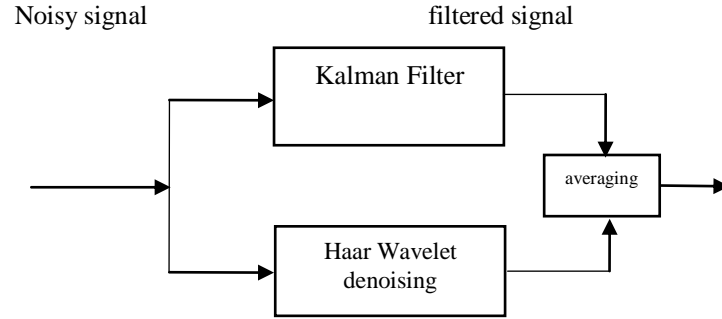 Noisy signal
filtered signal
Kalman Filter
averaging
Haar Wavelet
denoising